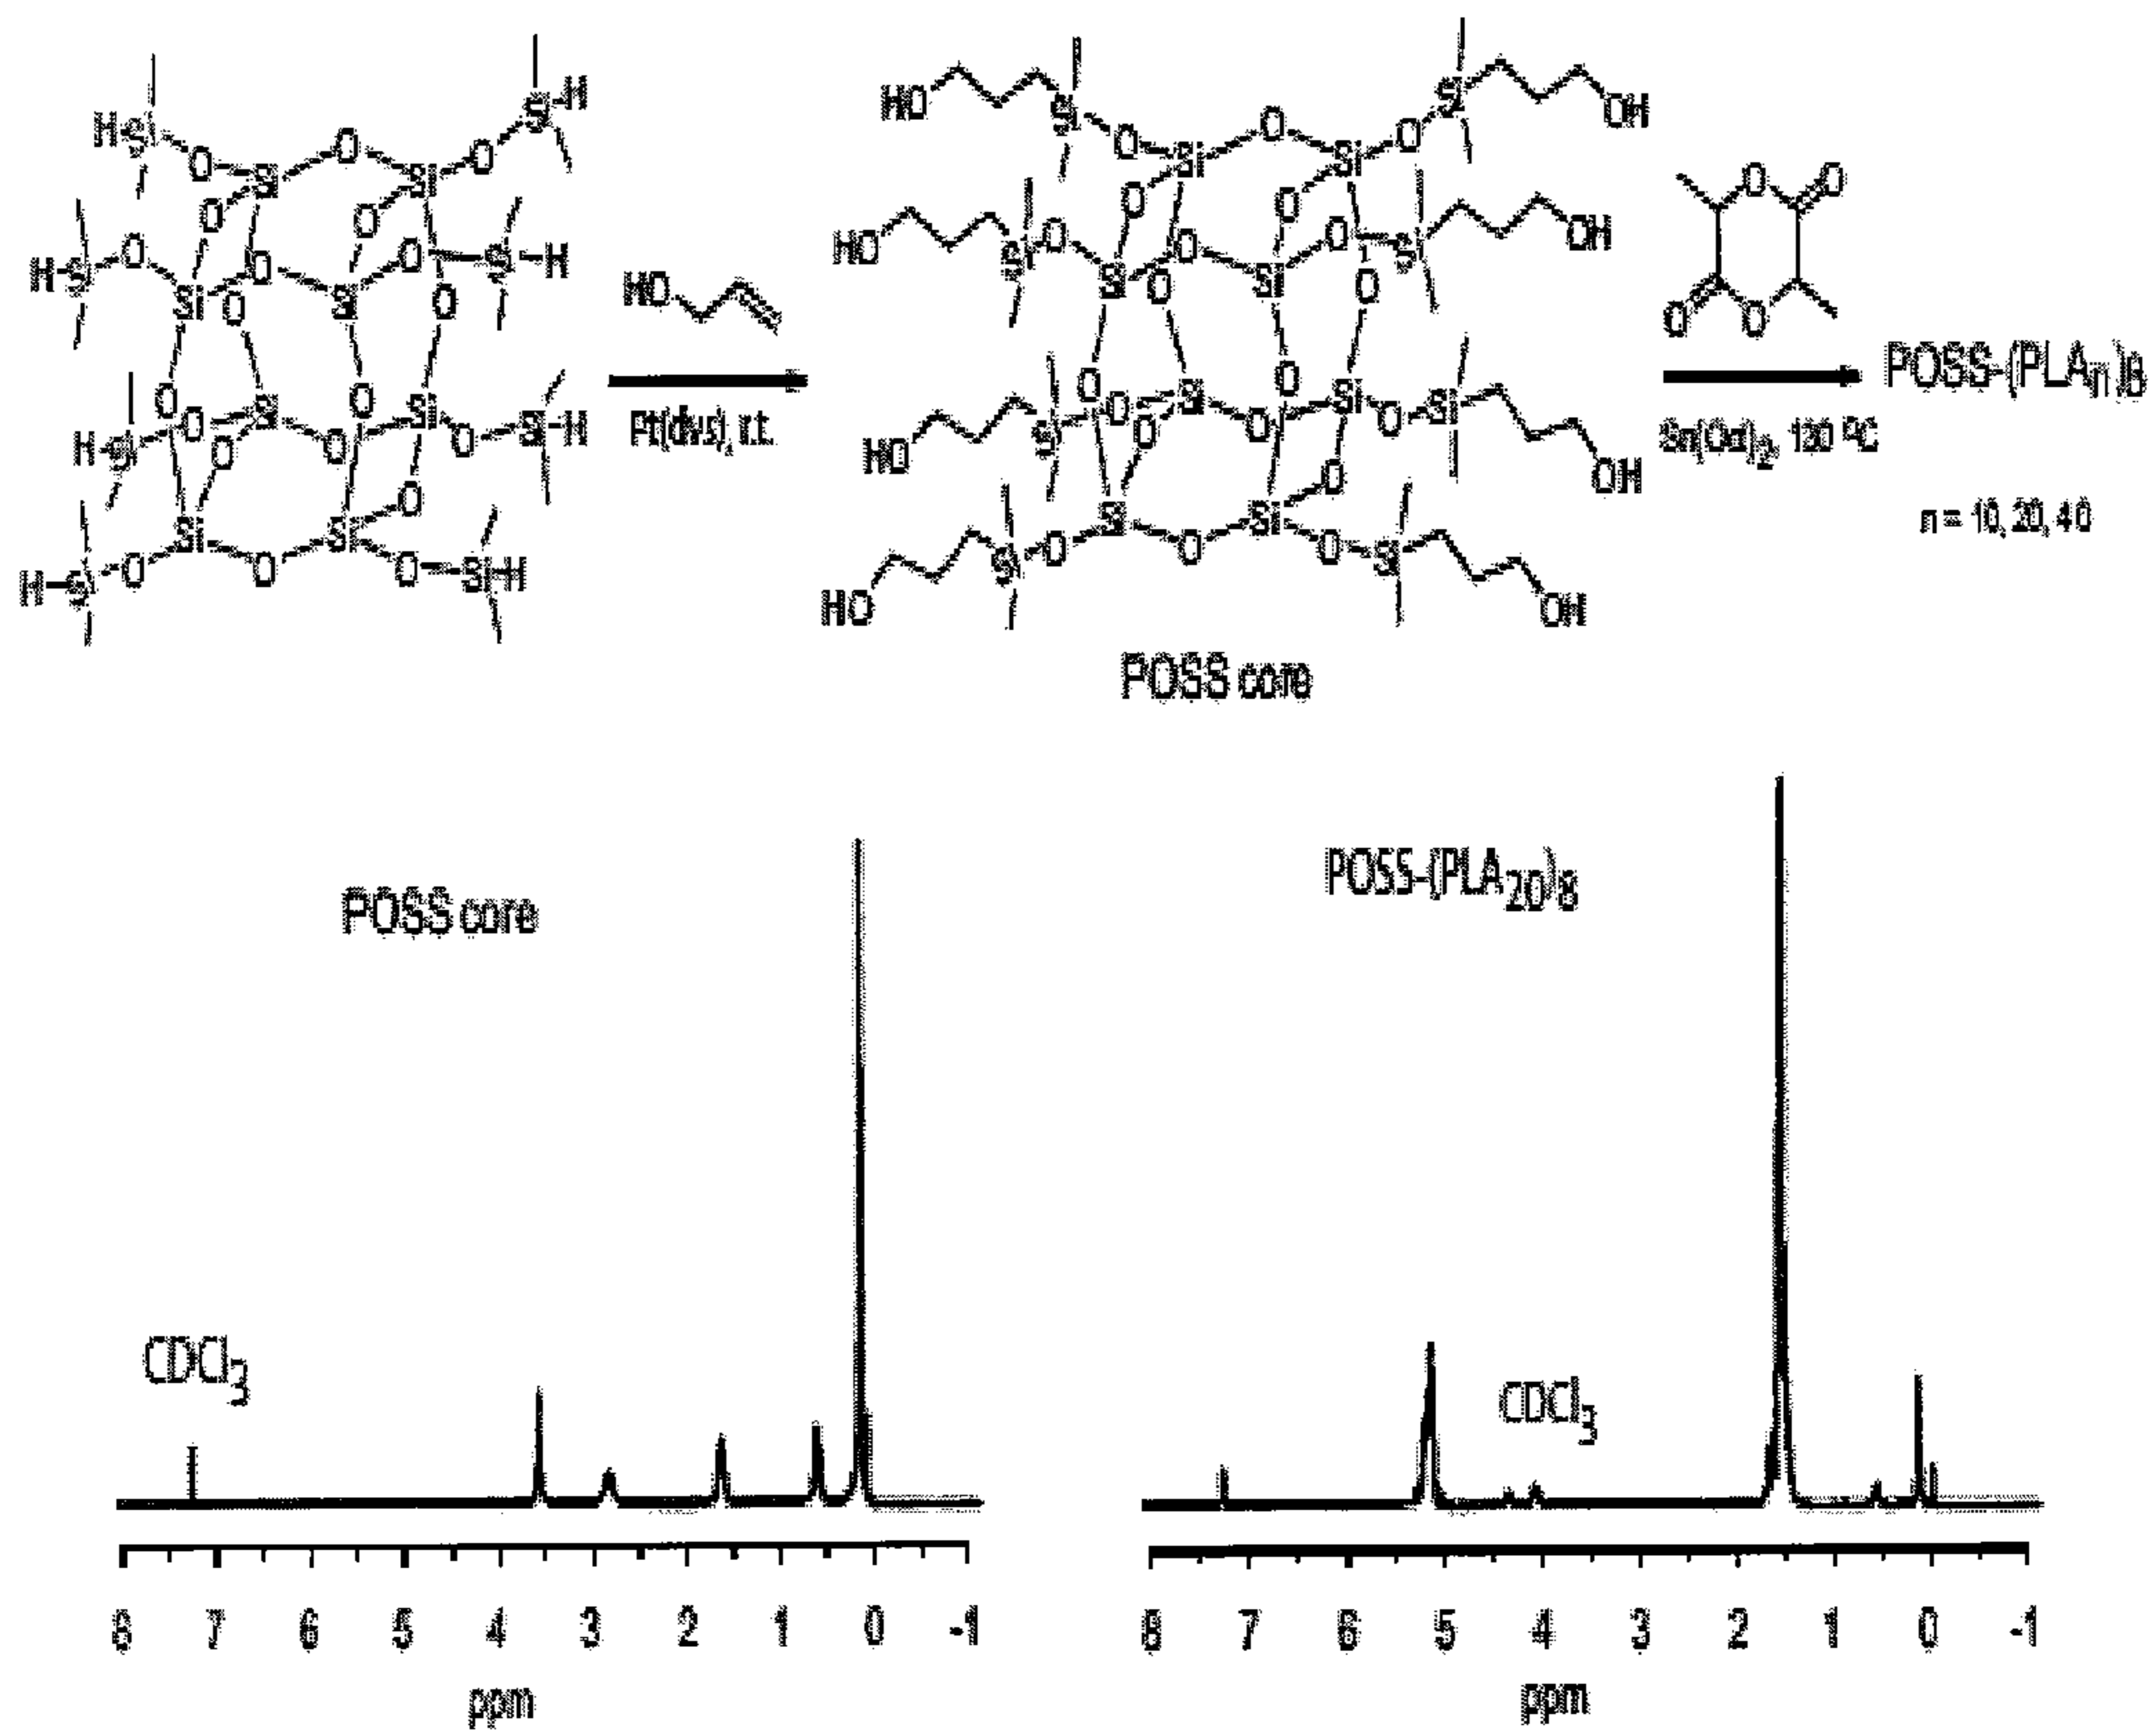 HO
Pt(dvs), r.t.
POSS core
POSS-(PLAn)8
Sn(Oct)2, 120 ºC
n = 10, 20, 40
POSS core
CDCl3
8 7 6 5 4 3 2 1 0 -1
ppm
POSS-(PLA20)8
CDCl3
8 7 6 5 4 3 2 1 0 -1
ppm